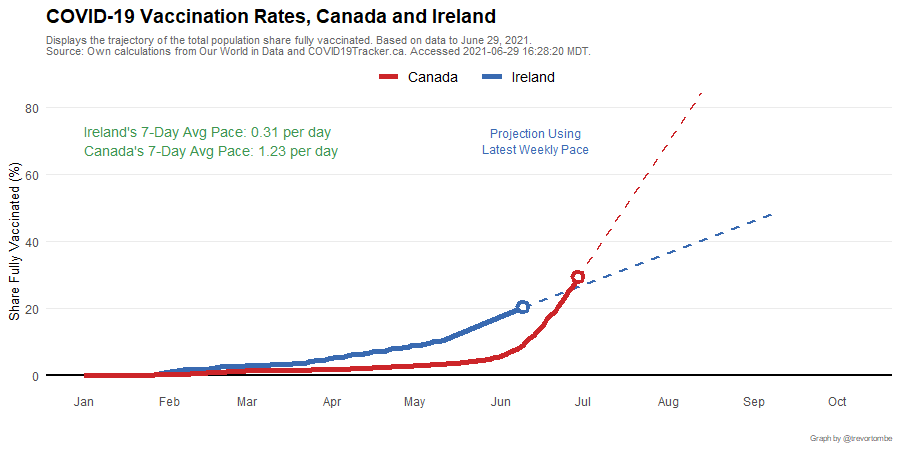 COVID-19 Vaccination Rates, Canada and Ireland
Displays the trajectory of the total population share fully vaccinated. Based on data to June 29, 2021.
Source: Own calculations from Our World in Data and COVID19Tracker.ca. Accessed 2021-06-29 16:28:20 MDT.
Canada Ireland
Ireland's 7-Day Avg Pace: 0.31 per day
Canada's 7-Day Avg Pace: 1.23 per day
Projection Using
Latest Weekly Pace
Share Fully Vaccinated (%)
80
60
40
20
0
Jan Feb Mar Apr May Jun Jul Aug Sep Oct
Graph by @trevortombe